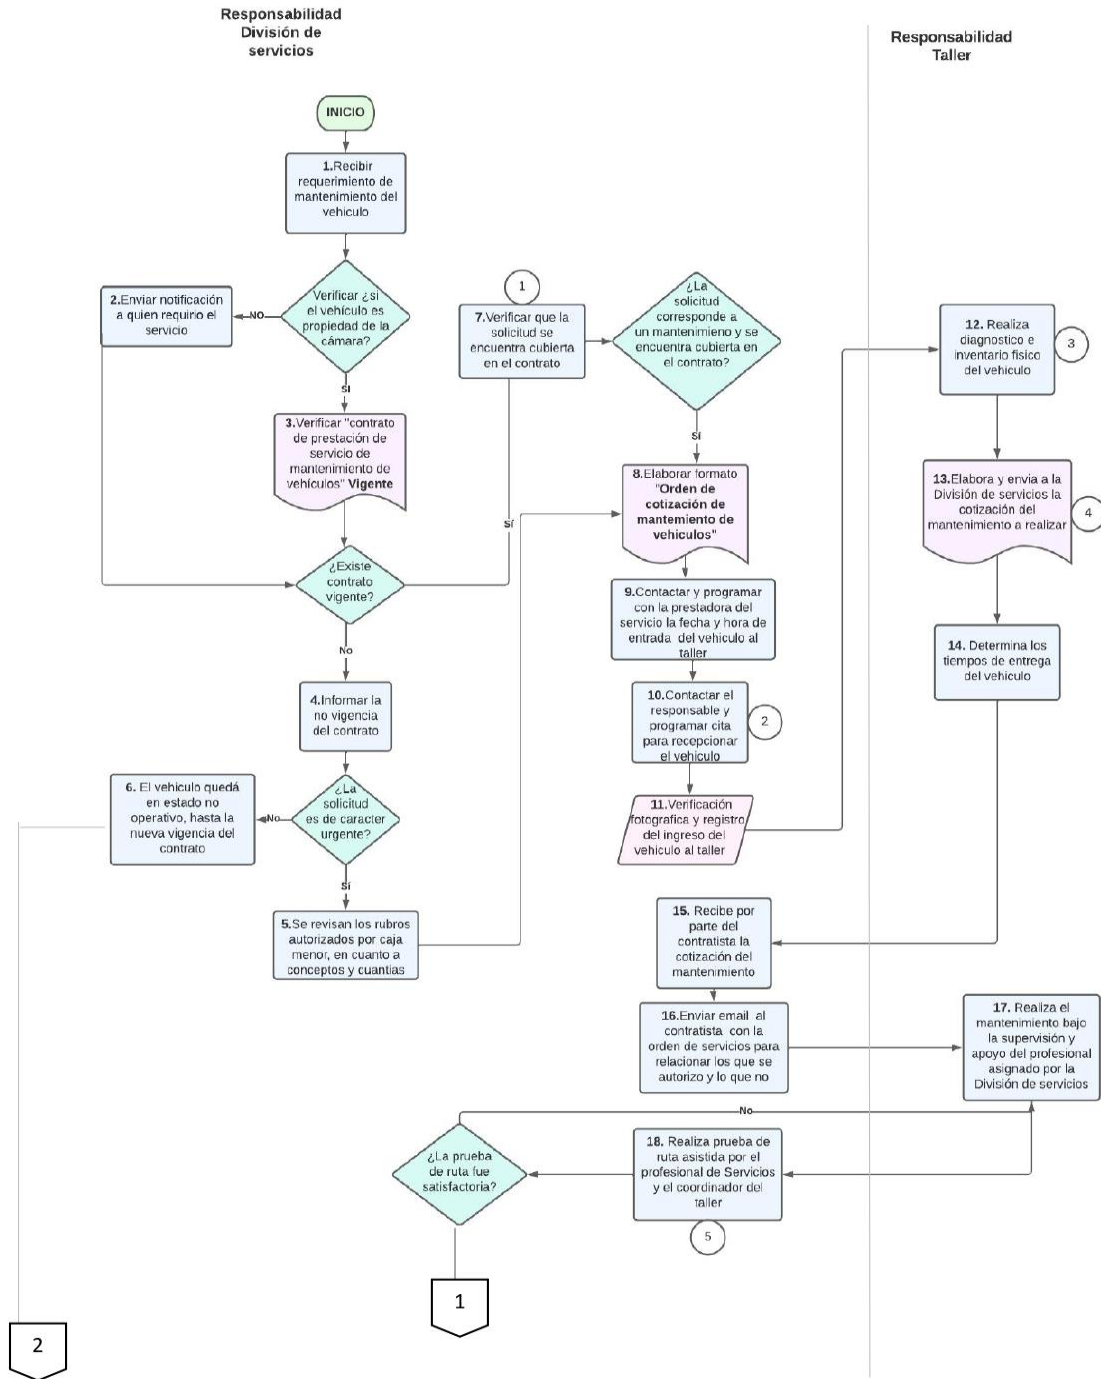 Responsabilidad
División de
servicios
Responsabilidad
Taller
INICIO
1.Recibir
requerimiento de
mantenimiento del
vehiculo
Verificar ¿si
el vehículo es
propiedad de la
cámara?
NO
2.Enviar notificación
a quien requirio el
servicio
SI
3.Verificar "contrato
de prestación de
servicio de
mantenimiento de
vehículos" Vigente
¿Existe
contrato
vigente?
Sí
No
4.Informar la
no vigencia
del contrato
¿La
solicitud
es de caracter
urgente?
No
6. El vehiculo quedá
en estado no
operativo, hasta la
nueva vigencia del
contrato
Sí
5.Se revisan los rubros
autorizados por caja
menor, en cuanto a
conceptos y cuantias
1
7.Verificar que la
solicitud se
encuentra cubierta
en el contrato
¿La
solicitud
corresponde a
un mantenimieno y se
encuentra cubierta en
el contrato?
Sí
8.Elaborar formato
"Orden de
cotización de
mantemiento de
vehiculos"
9.Contactar y programar
con la prestadora del
servicio la fecha y hora de
entrada del vehiculo al
taller
10.Contactar el
responsable y
programar cita
para recepcionar
el vehiculo
2
11.Verificación
fotografica y registro
del ingreso del
vehiculo al taller
12. Realiza
diagnostico e
inventario fisico
del vehiculo
3
13.Elabora y envia a la
División de servicios la
cotización del
mantenimiento a realizar
4
14. Determina los
tiempos de entrega
del vehiculo
15. Recibe por
parte del
contratista la
cotización del
mantenimiento
16.Enviar email al
contratista con la
orden de servicios para
relacionar los que se
autorizo y lo que no
17. Realiza el
mantenimiento bajo
la supervisión y
apoyo del profesional
asignado por la
División de servicios
No
18. Realiza prueba de
ruta asistida por el
profesional de Servicios
y el coordinador del
taller
5
¿La prueba
de ruta fue
satisfactoria?
1
2